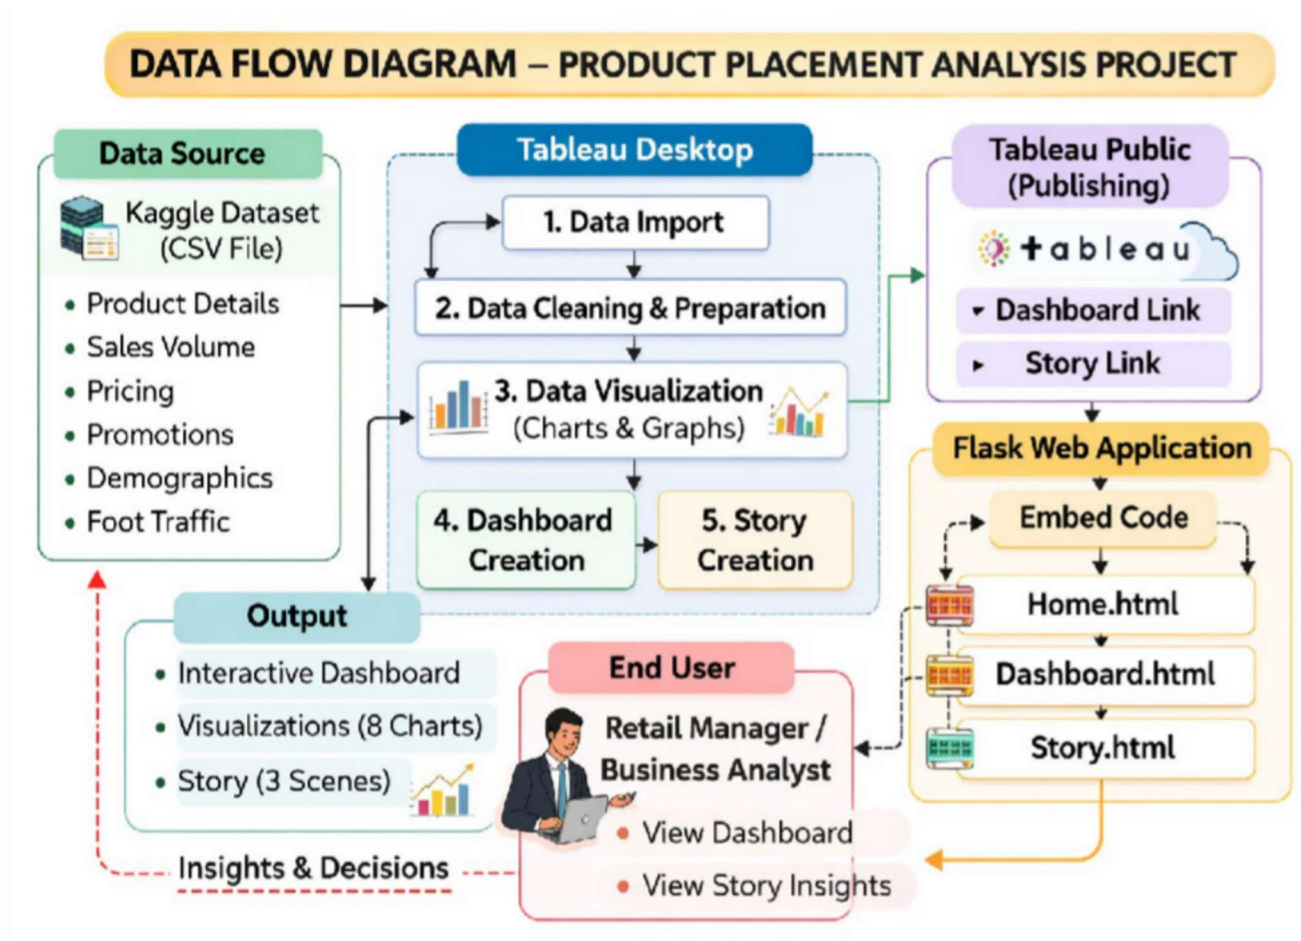 DATA FLOW DIAGRAM – PRODUCT PLACEMENT ANALYSIS PROJECT
Data Source
Kaggle Dataset
(CSV File)
• Product Details
• Sales Volume
• Pricing
• Promotions
• Demographics
• Foot Traffic
Tableau Desktop
1. Data Import
2. Data Cleaning & Preparation
3. Data Visualization
(Charts & Graphs)
4. Dashboard
Creation
5. Story
Creation
Tableau Public
(Publishing)
tableau
Dashboard Link
Story Link
Flask Web Application
Embed Code
Home.html
Dashboard.html
Story.html
Output
• Interactive Dashboard
• Visualizations (8 Charts)
• Story (3 Scenes)
End User
Retail Manager /
Business Analyst
• View Dashboard
• View Story Insights
Insights & Decisions